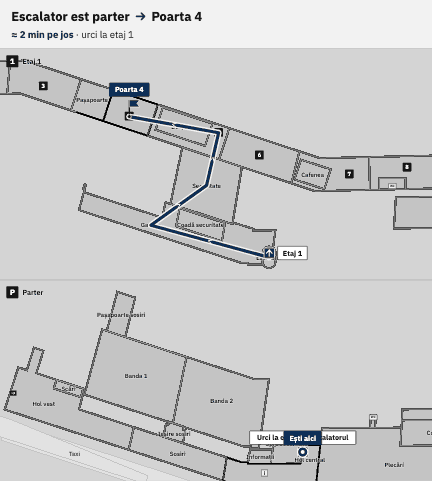 Escalator est parter → Poarta 4
≈ 2 min pe jos · urci la etaj 1
1 Etaj 1
3
Pașapoarte
Poarta 4
6
Cafenea
7
8
Securitate
Coadă securitate
Etaj 1
P Parter
Pașapoarte sosiri
Banda 1
Scări
Hol vest
Banda 2
Ieșire sosiri
Sosiri
Taxi
Urci la
Ești aici
Informații
Hol central
Plecări